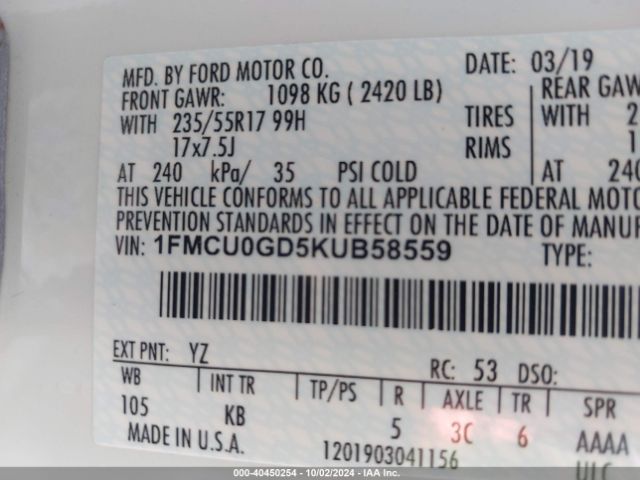 MFD. BY FORD MOTOR CO. DATE: 03/19
FRONT GAWR: 1098 KG ( 2420 LB) REAR GAW
WITH 235/55R17 99H TIRES WITH 2
17x7.5J RIMS 1
AT 240 kPa/ 35 PSI COLD AT 240
THIS VEHICLE CONFORMS TO ALL APPLICABLE FEDERAL MOTO
PREVENTION STANDARDS IN EFFECT ON THE DATE OF MANUF
VIN: 1FMCU0GD5KUB58559 TYPE:
EXT PNT: YZ RC: 53 DSO:
WB INT TR TP/PS R AXLE TR SPR
105 KB 5 3C 6 AAAA
MADE IN U.S.A. 1201903041156 ULC
000-40450254 - 10/02/2024 - IAA Inc.